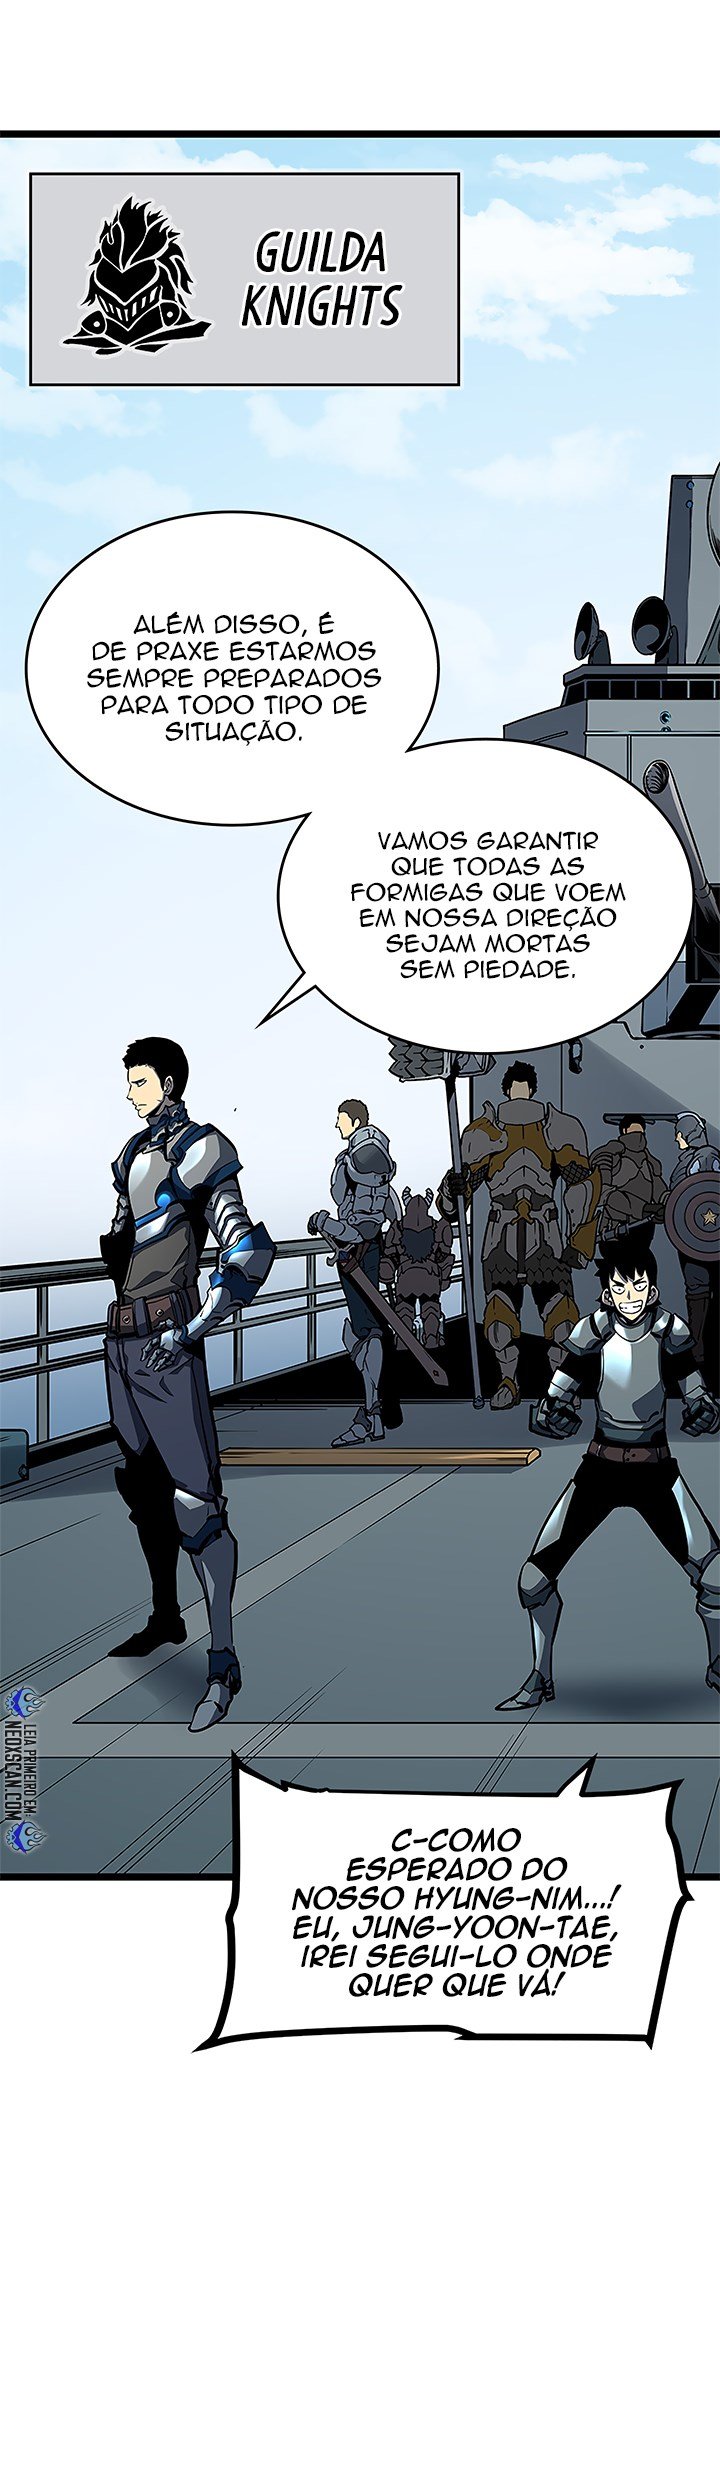 GUILDA
KNIGHTS
ALÉM DISSO, É
DE PRAXE ESTARMOS
SEMPRE PREPARADOS
PARA TODO TIPO DE
SITUAÇÃO.
VAMOS GARANTIR
QUE TODAS AS
FORMIGAS QUE VOEM
EM NOSSA DIREÇÃO
SEJAM MORTAS
SEM PIEDADE.
LEIA PRIMEIRO EM:
NEOXSCAN.COM
C-COMO
ESPERADO DO
NOSSO HYUNG-NIM...!
EU, JUNG-YOON-TAE,
IREI SEGUI-LO ONDE
QUER QUE VÁ!